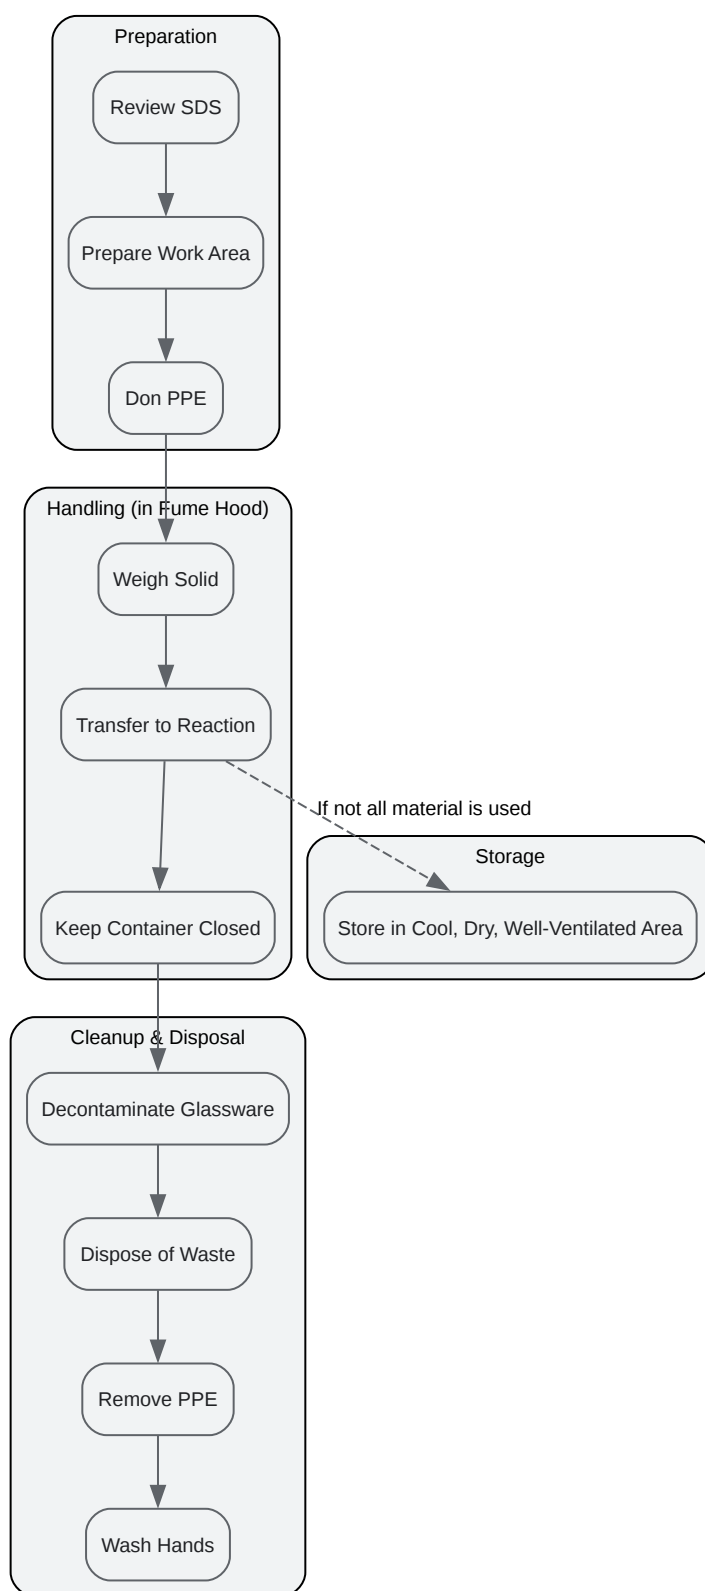 Preparation
Review SDS
Prepare Work Area
Don PPE
Handling (in Fume Hood)
Weigh Solid
Transfer to Reaction
If not all material is used
Storage
Keep Container Closed
Store in Cool, Dry, Well-Ventilated Area
Cleanup & Disposal
Decontaminate Glassware
Dispose of Waste
Remove PPE
Wash Hands